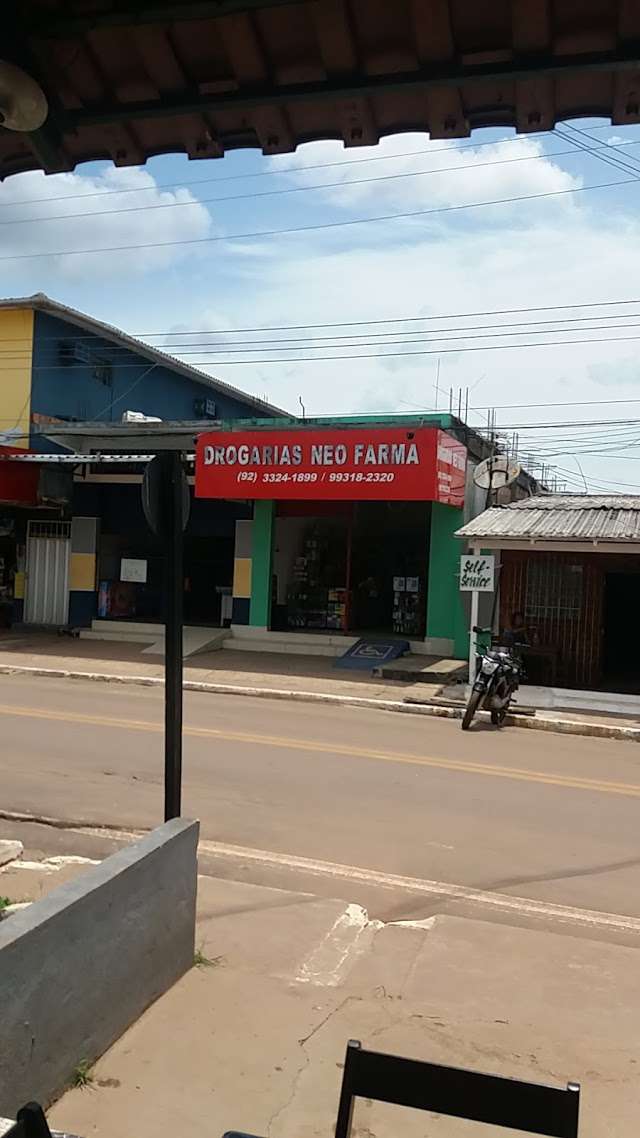 DROGARIAS NEO FARMA
(92) 3324-1899 / 99318-2320
Self-
Service